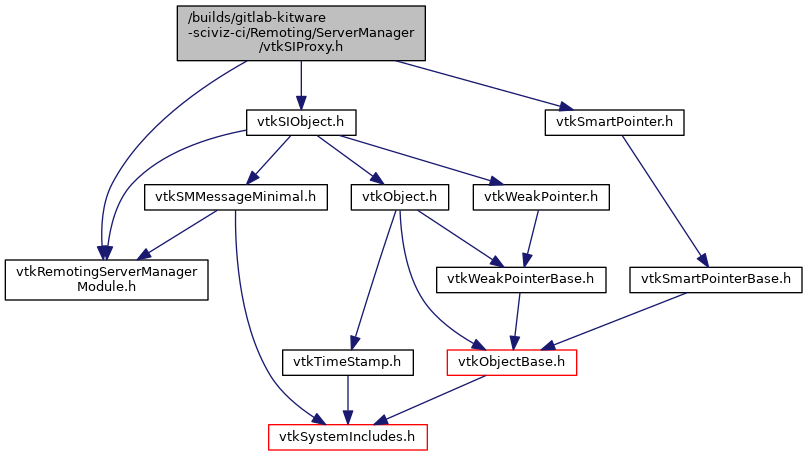 /builds/gitlab-kitware
-sciviz-ci/Remoting/ServerManager
/vtkSIProxy.h
vtkSIObject.h
vtkSmartPointer.h
vtkSMMessageMinimal.h
vtkObject.h
vtkWeakPointer.h
vtkRemotingServerManager
Module.h
vtkWeakPointerBase.h
vtkSmartPointerBase.h
vtkTimeStamp.h
vtkObjectBase.h
vtkSystemIncludes.h